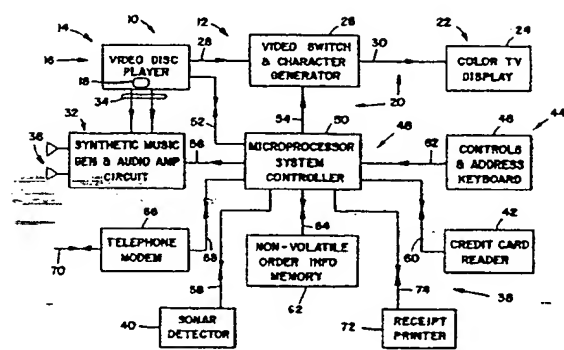 10
12
14
16
VIDEO DISC
PLAYER
18
34
28
26
VIDEO SWITCH
& CHARACTER
GENERATOR
30
22
24
COLOR TV
DISPLAY
20
32
52
54
50
48
46
44
SYNTHETIC MUSIC
GEN & AUDIO AMP
CIRCUIT
36
56
MICROPROCESSOR
SYSTEM
CONTROLLER
CONTROLS
& ADDRESS
KEYBOARD
66
TELEPHONE
MODEM
70
68
64
NON-VOLATILE
ORDER INFO
MEMORY
62
60
42
CREDIT CARD
READER
58
74
38
40
SONAR
DETECTOR
72
RECEIPT
PRINTER